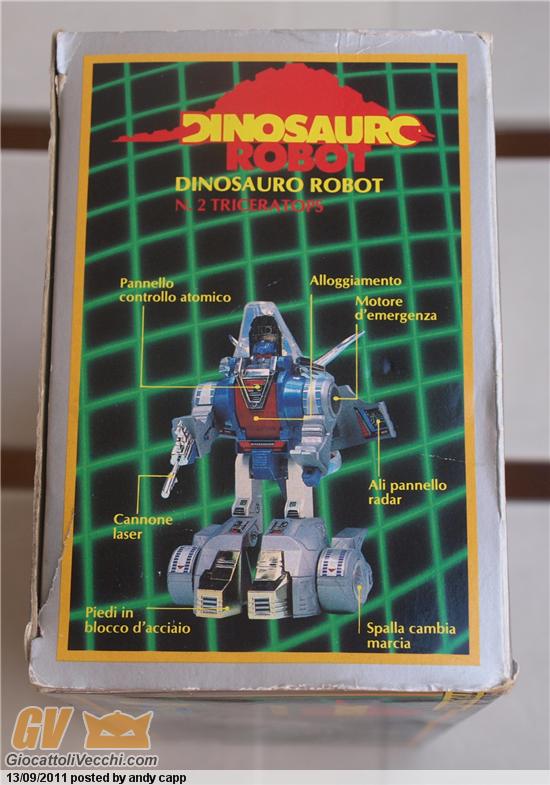 DINOSAURO
ROBOT
DINOSAURO ROBOT
N. 2 TRICERATOPS
Pannello
controllo atomico
Alloggiamento
Motore
d'emergenza
Ali pannello
radar
Cannone
laser
Piedi in
blocco d'acciaio
Spalla cambia
marcia
GV
GiocattoliVecchi.com
13/09/2011 posted by andy capp